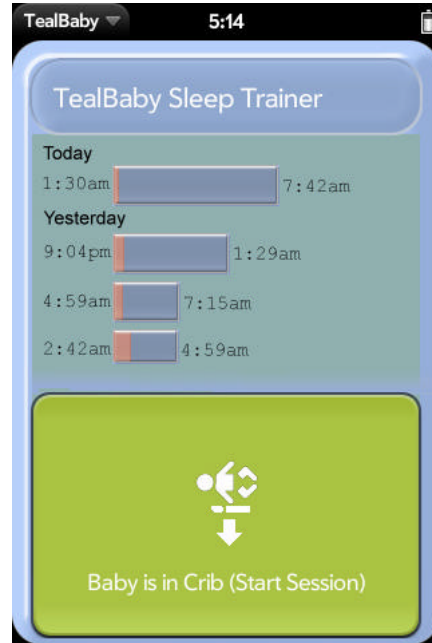 TealBaby 5:14
TealBaby Sleep Trainer
Today
1:30am 7:42am
Yesterday
9:04pm 1:29am
4:59am 7:15am
2:42am 4:59am
Baby is in Crib (Start Session)